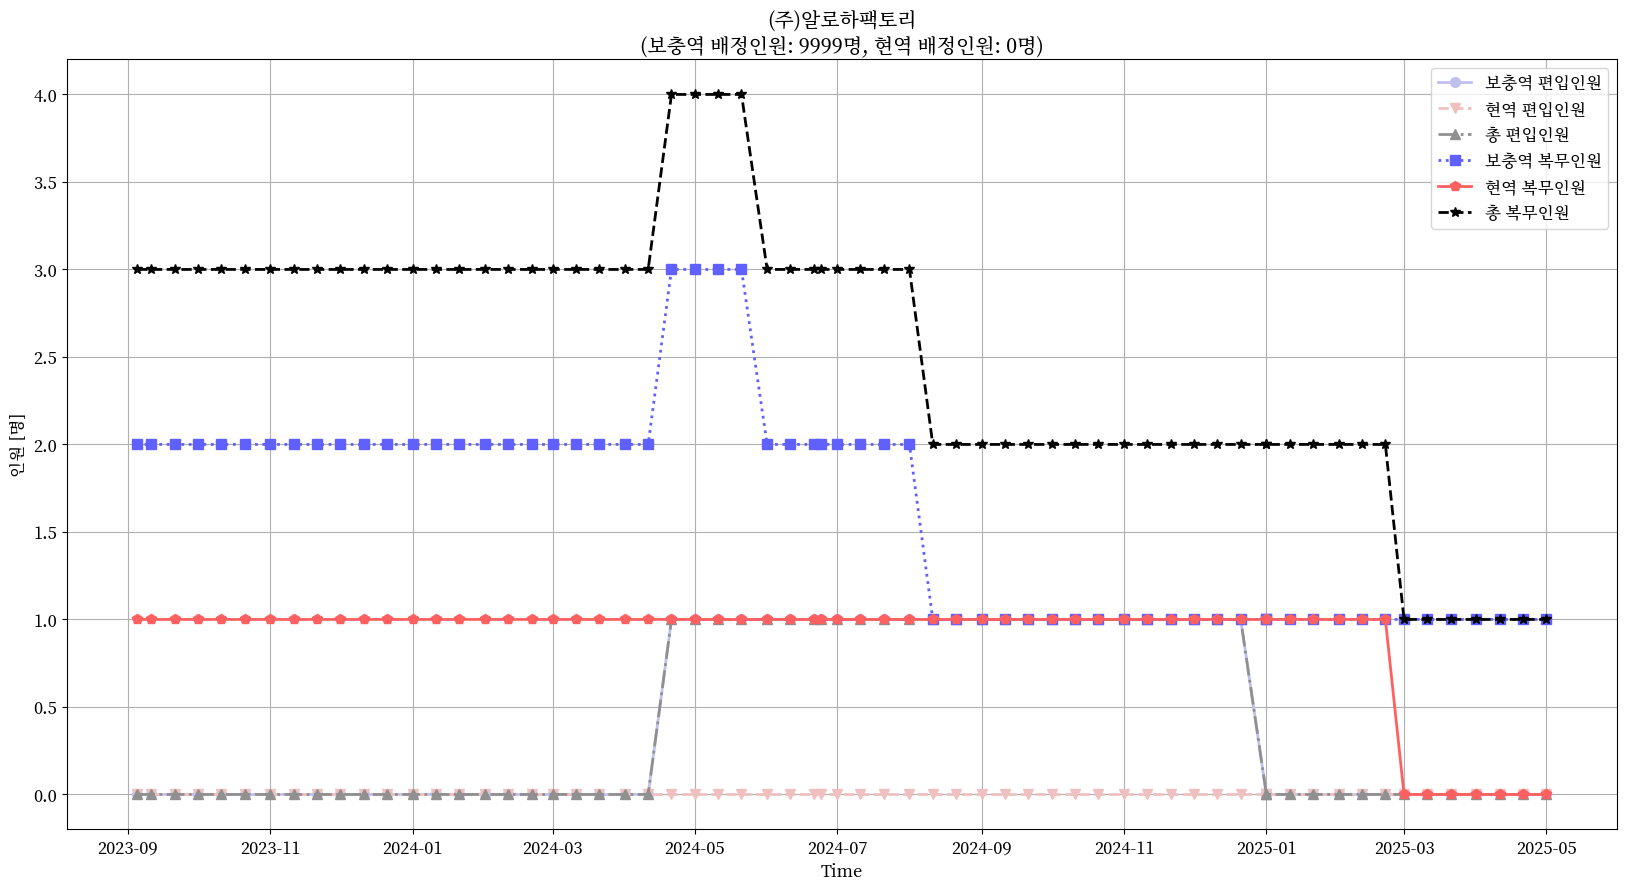 (주)알로하팩토리
(보충역 배정인원: 9999명, 현역 배정인원: 0명)
보충역 편입인원
현역 편입인원
총 편입인원
보충역 복무인원
현역 복무인원
총 복무인원
인원 [명]
4.0
3.5
3.0
2.5
2.0
1.5
1.0
0.5
0.0
2023-09 2023-11 2024-01 2024-03 2024-05 2024-07 2024-09 2024-11 2025-01 2025-03 2025-05
Time